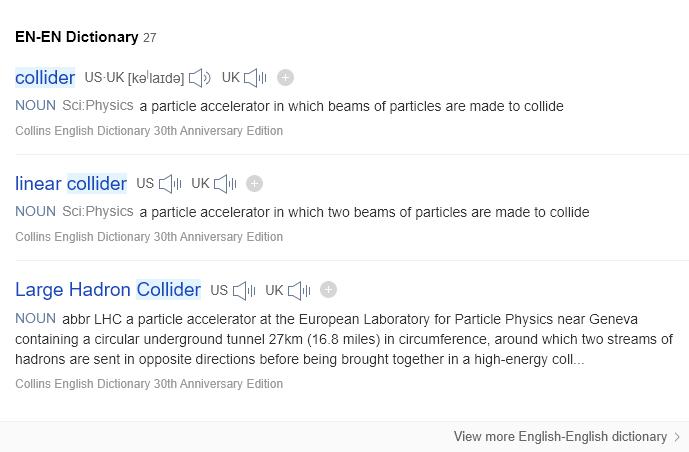 EN-EN Dictionary 27
collider US·UK [kəˈlaɪdə] UK
NOUN Sci:Physics a particle accelerator in which beams of particles are made to collide
Collins English Dictionary 30th Anniversary Edition
linear collider US UK
NOUN Sci:Physics a particle accelerator in which two beams of particles are made to collide
Collins English Dictionary 30th Anniversary Edition
Large Hadron Collider US UK
NOUN abbr LHC a particle accelerator at the European Laboratory for Particle Physics near Geneva
containing a circular underground tunnel 27km (16.8 miles) in circumference, around which two streams of
hadrons are sent in opposite directions before being brought together in a high-energy coll...
Collins English Dictionary 30th Anniversary Edition
View more English-English dictionary